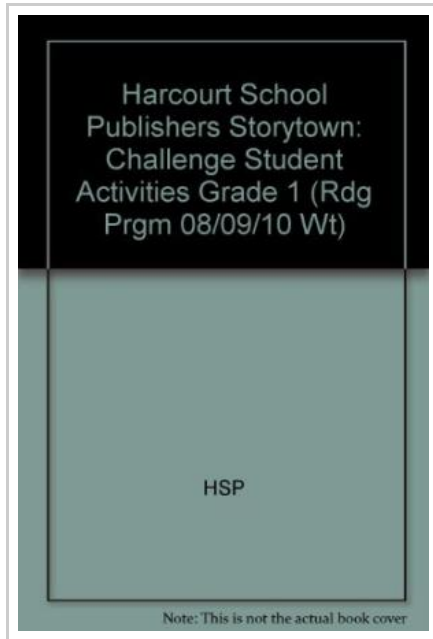 Harcourt School
Publishers Storytown:
Challenge Student
Activities Grade 1 (Rdg
Prgm 08/09/10 Wt)
HSP
Note: This is not the actual book cover